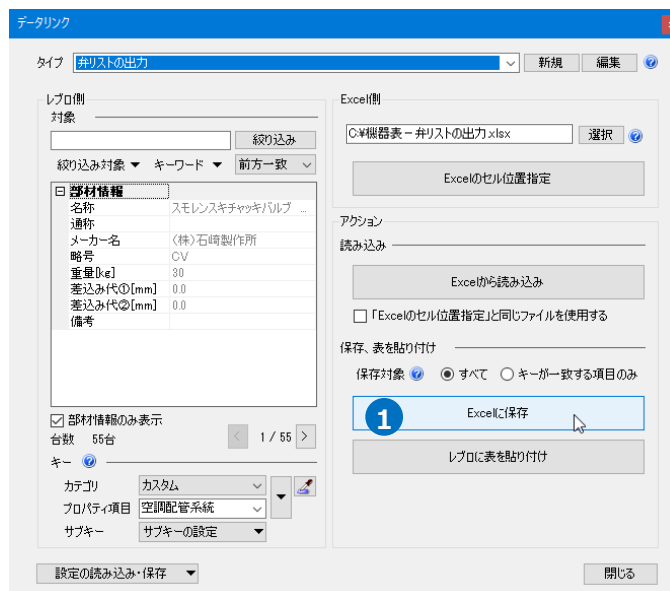 データリンク
タイプ 弁リストの出力 新規 編集
レブロ側
対象
絞り込み
絞り込み対象 ▼ キーワード ▼ 前方一致
部材情報
名称 スモレンスキチャッキバルブ ...
通称
メーカー名 (株)石崎製作所
略号 CV
重量[kg] 30
差込み代①[mm] 0.0
差込み代②[mm] 0.0
備考
部材情報のみ表示
台数 55台 < 1 / 55 >
キー
カテゴリ カスタム
プロパティ項目 空調配管系統
サブキー サブキーの設定 ▼
設定の読み込み・保存 ▼
Excel側
C:¥機器表-弁リストの出力.xlsx 選択
Excelのセル位置指定
アクション
読み込み
Excelから読み込み
「Excelのセル位置指定」と同じファイルを使用する
保存、表を貼り付け
保存対象 すべて キーが一致する項目のみ
1 Excelに保存
レブロに表を貼り付け
閉じる